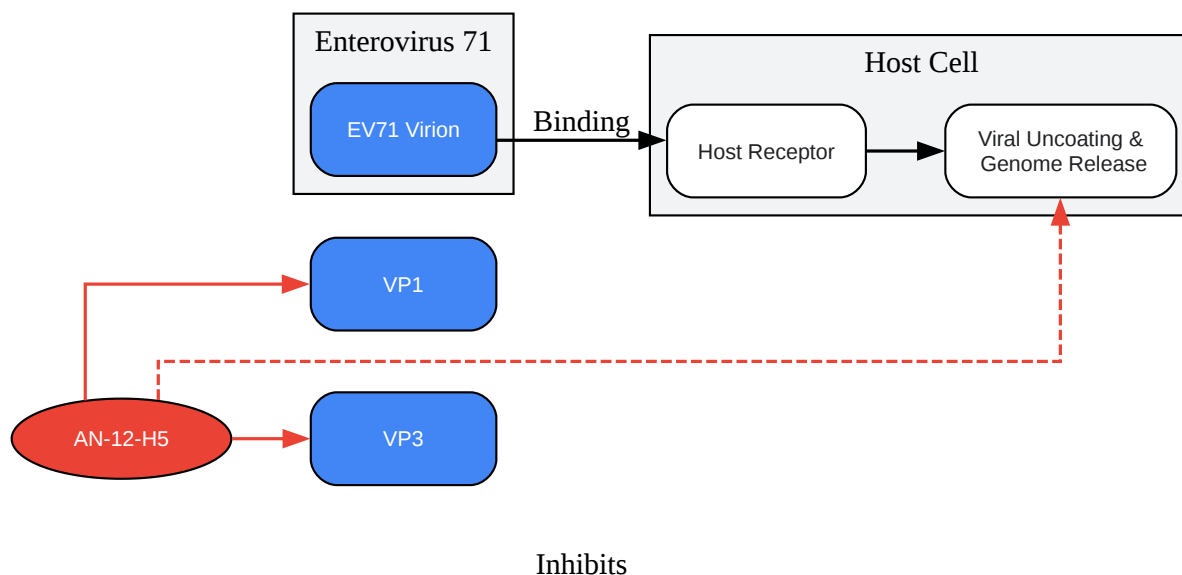 Enterovirus 71
EV71 Virion
Binding
Host Cell
Host Receptor
Viral Uncoating &
Genome Release
VP1
AN-12-H5
VP3
Inhibits